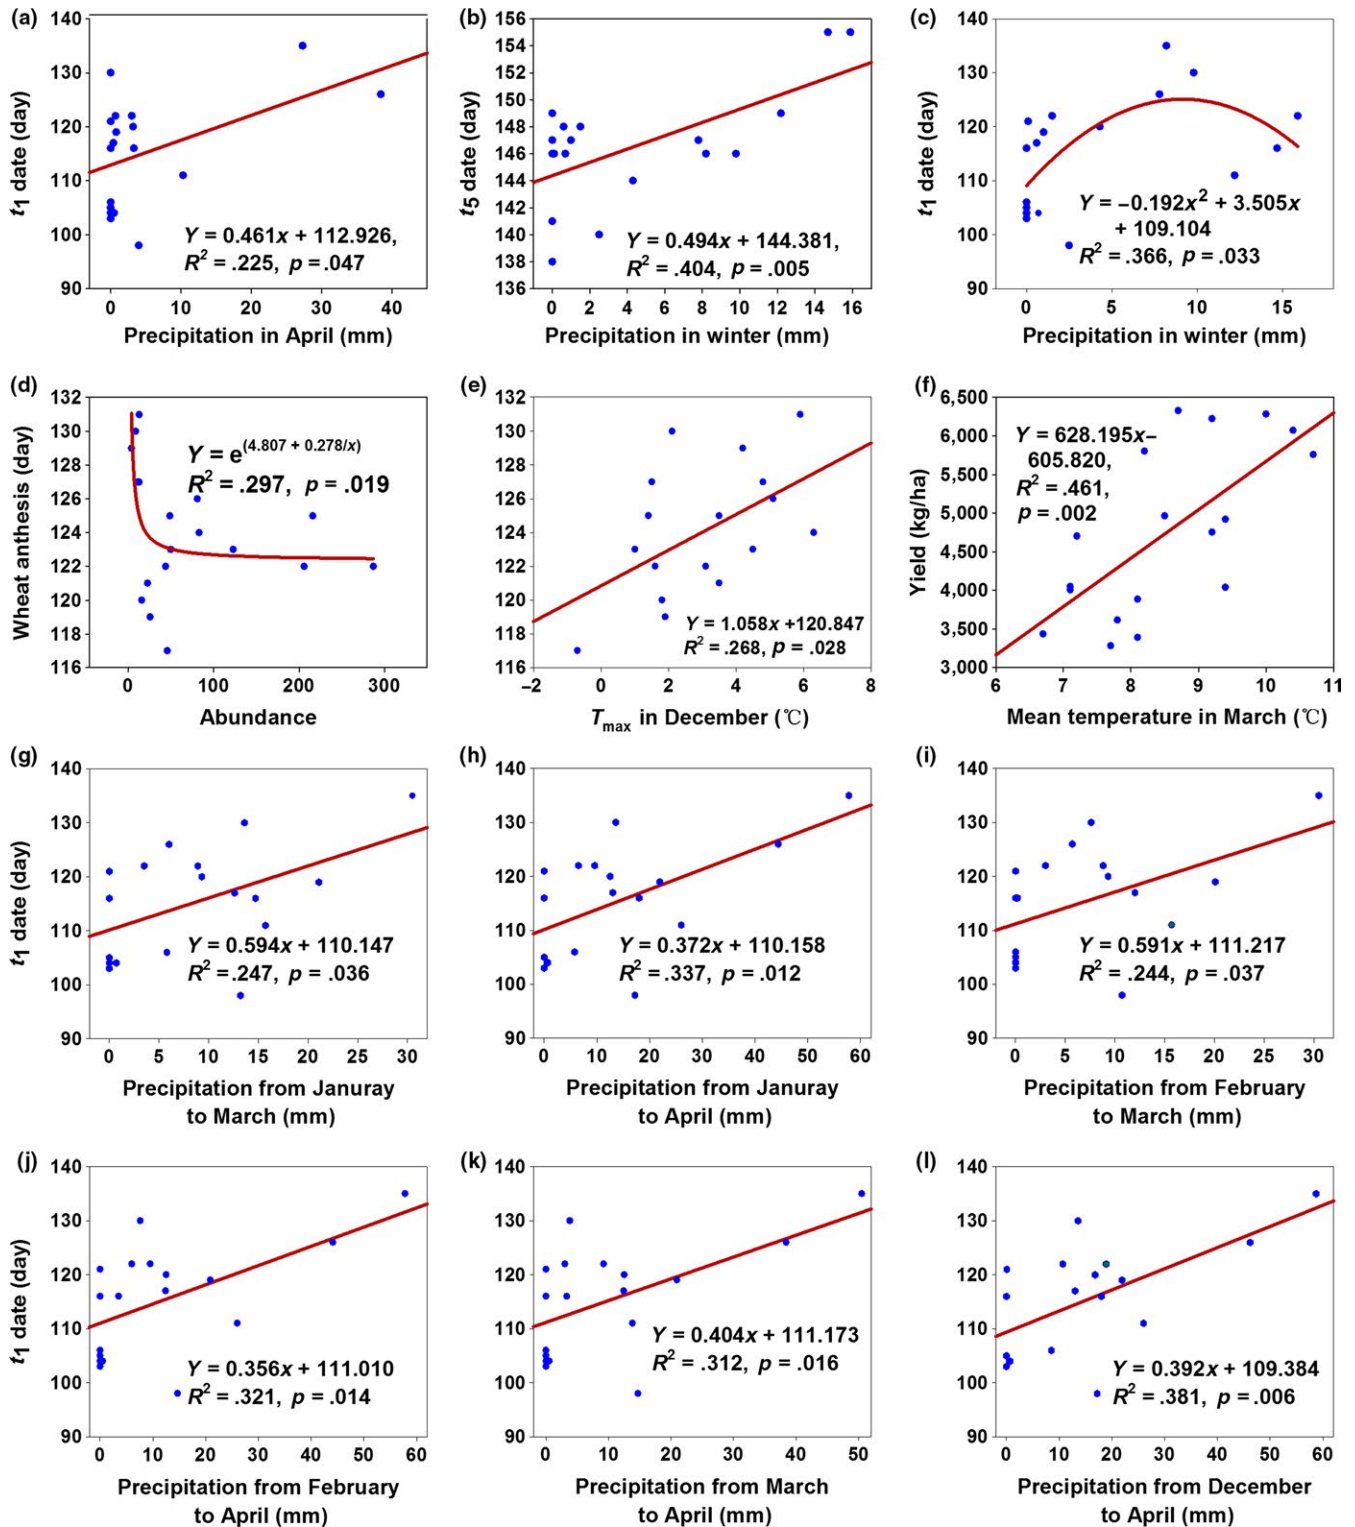 (a)
140
130
120
110
100
90
t1 date (day)
Y = 0.461x + 112.926,
R2 = .225, p = .047
0 10 20 30 40
Precipitation in April (mm)
(b)
156
154
152
150
148
146
144
142
140
138
136
t5 date (day)
Y = 0.494x + 144.381,
R2 = .404, p = .005
0 2 4 6 8 10 12 14 16
Precipitation in winter (mm)
(c)
140
130
120
110
100
90
t1 date (day)
Y = −0.192x2 + 3.505x
+ 109.104
R2 = .366, p = .033
0 5 10 15
Precipitation in winter (mm)
(d)
132
130
128
126
124
122
120
118
116
Wheat anthesis (day)
Y = e(4.807 + 0.278/x)
R2 = .297, p = .019
0 100 200 300
Abundance
(e)
132
130
128
126
124
122
120
118
116
Y = 1.058x +120.847
R2 = .268, p = .028
−2 0 2 4 6 8
Tmax in December (℃)
(f)
6,500
6,000
5,500
5,000
4,500
4,000
3,500
3,000
Yield (kg/ha)
Y = 628.195x−
605.820,
R2 = .461,
p = .002
6 7 8 9 10 11
Mean temperature in March (℃)
(g)
140
130
120
110
100
90
t1 date (day)
Y = 0.594x + 110.147
R2 = .247, p = .036
0 5 10 15 20 25 30
Precipitation from Januray
to March (mm)
(h)
140
130
120
110
100
90
Y = 0.372x + 110.158
R2 = .337, p = .012
0 10 20 30 40 50 60
Precipitation from Januray
to April (mm)
(i)
140
130
120
110
100
90
Y = 0.591x + 111.217
R2 = .244, p = .037
0 5 10 15 20 25 30
Precipitation from February
to March (mm)
(j)
140
130
120
110
100
90
t1 date (day)
Y = 0.356x + 111.010
R2 = .321, p = .014
0 10 20 30 40 50 60
Precipitation from February
to April (mm)
(k)
140
130
120
110
100
90
Y = 0.404x + 111.173
R2 = .312, p = .016
0 10 20 30 40 50
Precipitation from March
to April (mm)
(l)
140
130
120
110
100
90
Y = 0.392x + 109.384
R2 = .381, p = .006
0 10 20 30 40 50 60
Precipitation from December
to April (mm)